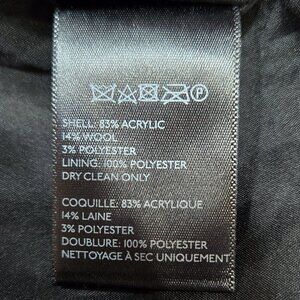 P
SHELL: 83% ACRYLIC
14% WOOL
3% POLYESTER
LINING: 100% POLYESTER
DRY CLEAN ONLY
COQUILLE: 83% ACRYLIQUE
14% LAINE
3% POLYESTER
DOUBLURE: 100% POLYESTER
NETTOYAGE À SEC UNIQUEMENT